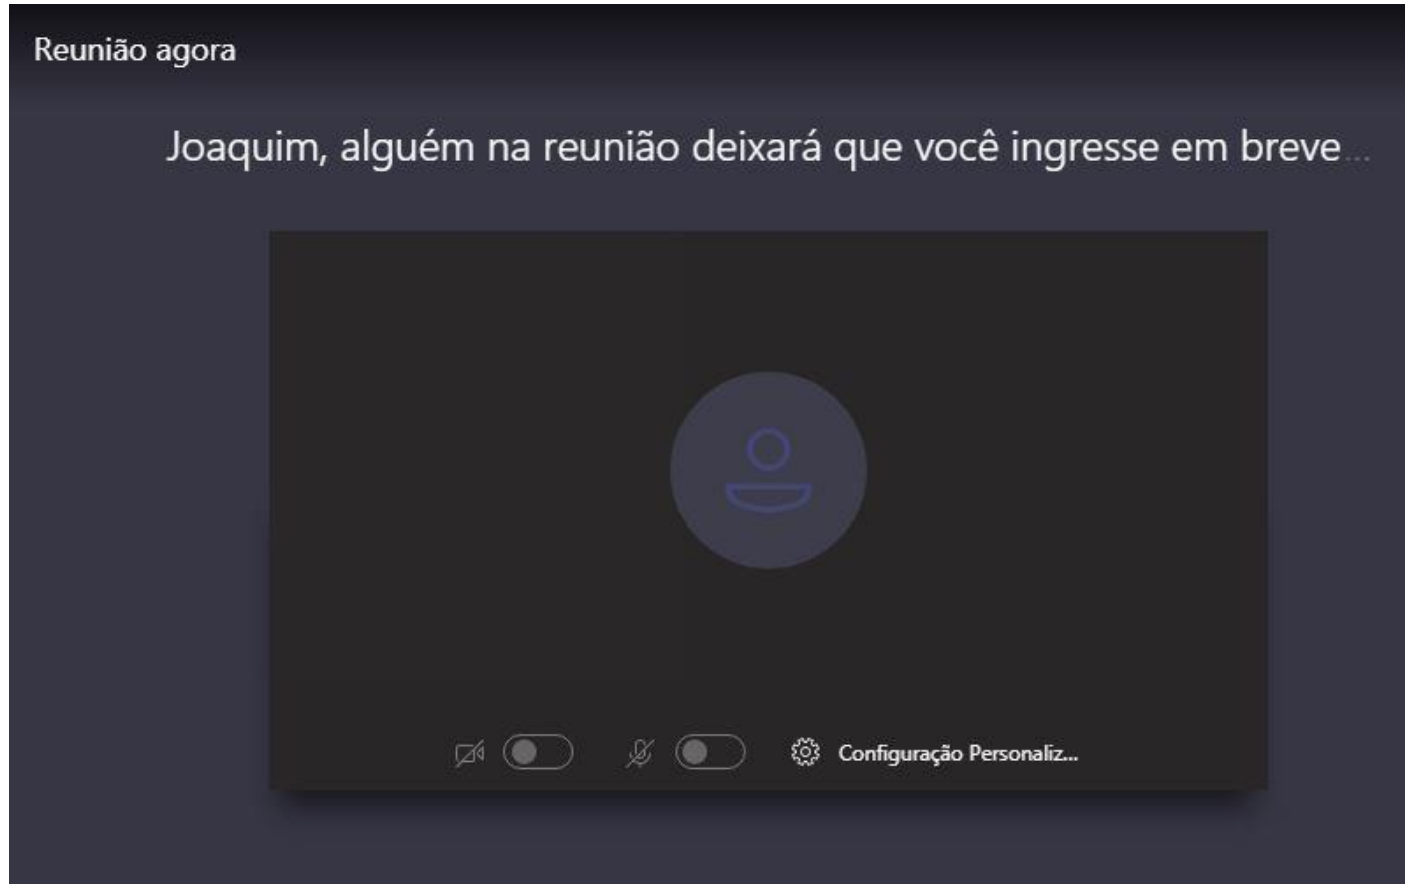 Reunião agora
Joaquim, alguém na reunião deixará que você ingresse em breve...
Configuração Personaliz...